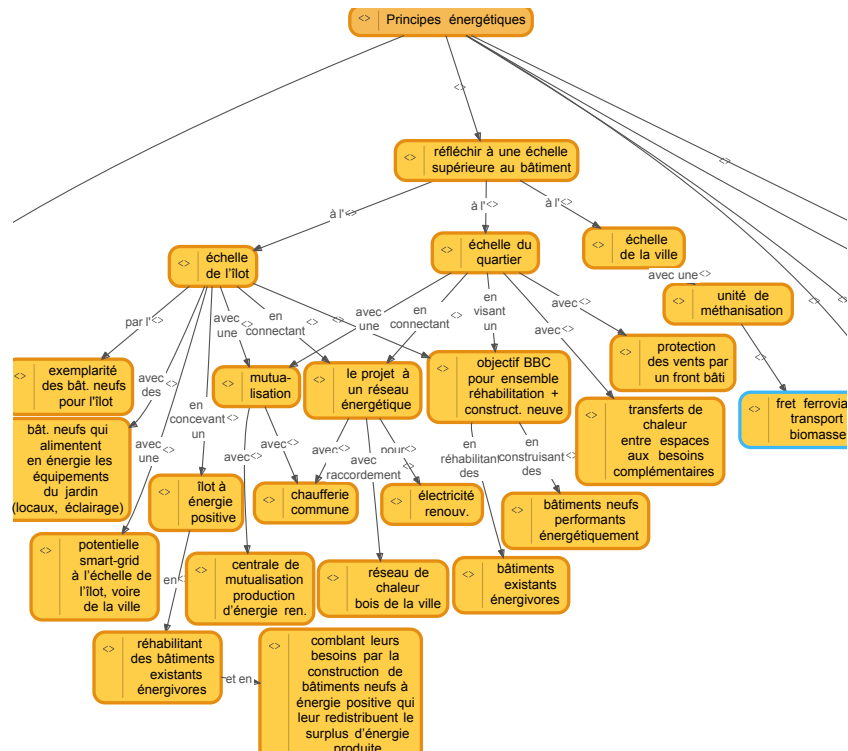 <> Principes énergétiques
<>
<>
<> réfléchir à une échelle
supérieure au bâtiment
à l'<>
à l'<>
à l'<>
<> échelle
de l'îlot
<> échelle du
quartier
<> échelle
de la ville
avec une<>
<> unité de
méthanisation
par l'<>
avec
une<>
en
connectant<>
<>
avec
une
en
connectant<>
en
visant
un
avec<>
avec<>
<>
<>
<> exemplarité
des bât. neufs
pour l'îlot
avec
des<>
<> mutua-
lisation
<> le projet à
un réseau
énergétique
<> objectif BBC
pour ensemble
réhabilitation +
construct. neuve
<> protection
des vents par
un front bâti
<> bât. neufs qui
alimentent
en énergie les
équipements
du jardin
(locaux, éclairage)
avec
une<>
en
concevant<>
un
avec<>
avec<>
avec<>
avec
raccordement<>
pour<>
en
réhabilitant<>
des
en
construisant<>
des
<> transferts de
chaleur
entre espaces
aux besoins
complémentaires
<> fret ferrovia
transport
biomasse
<> îlot à
énergie
positive
<> chaufferie
commune
<> électricité
renouv.
<> bâtiments neufs
performants
énergétiquement
<> potentielle
smart-grid
à l'échelle de
l'îlot, voire
de la ville
en<>
<> centrale de
mutualisation
production
d'énergie ren.
<> réseau de
chaleur
bois de la ville
<> bâtiments
existants
énergivores
<> réhabilitant
des bâtiments
existants
énergivores
et en<>
<> comblant leurs
besoins par la
construction de
bâtiments neufs à
énergie positive qui
leur redistribuent le
surplus d'énergie
produite